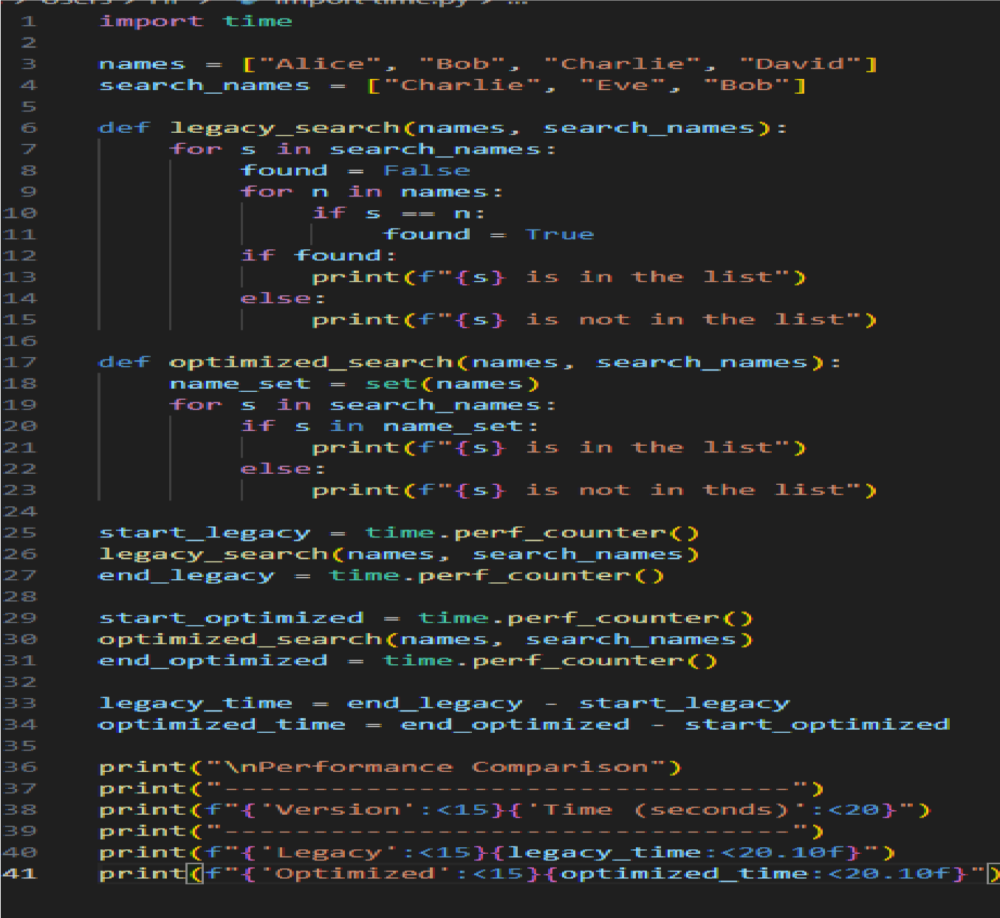 import time.py
1 import time
2
3 names = ["Alice", "Bob", "Charlie", "David"]
4 search_names = ["Charlie", "Eve", "Bob"]
5
6 def legacy_search(names, search_names):
7     for s in search_names:
8         found = False
9         for n in names:
10             if s == n:
11                 found = True
12         if found:
13             print(f"{s} is in the list")
14         else:
15             print(f"{s} is not in the list")
16
17 def optimized_search(names, search_names):
18     name_set = set(names)
19     for s in search_names:
20         if s in name_set:
21             print(f"{s} is in the list")
22         else:
23             print(f"{s} is not in the list")
24
25 start_legacy = time.perf_counter()
26 legacy_search(names, search_names)
27 end_legacy = time.perf_counter()
28
29 start_optimized = time.perf_counter()
30 optimized_search(names, search_names)
31 end_optimized = time.perf_counter()
32
33 legacy_time = end_legacy - start_legacy
34 optimized_time = end_optimized - start_optimized
35
36 print("\nPerformance Comparison")
37 print("--------------------------------")
38 print(f"{'Version':<15}{'Time (seconds)':<20}")
39 print("--------------------------------")
40 print(f"{'Legacy':<15}{legacy_time:<20.10f}")
41 print(f"{'Optimized':<15}{optimized_time:<20.10f}")